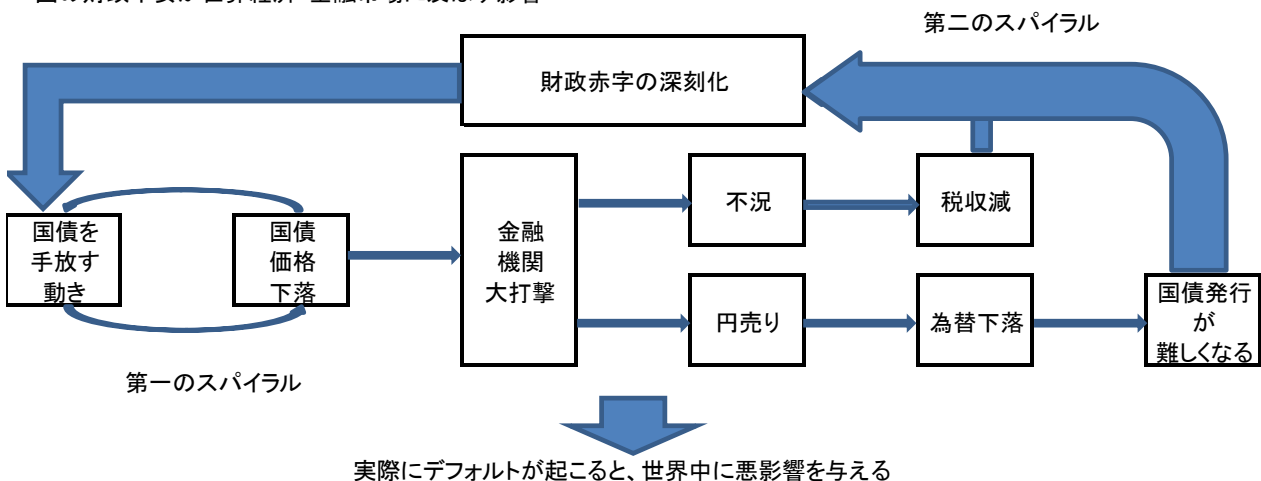 第二のスパイラル
財政赤字の深刻化
国債を
手放す
動き
国債
価格
下落
金融
機関
大打撃
不況
税収減
円売り
為替下落
国債発行
が
難しくなる
第一のスパイラル
実際にデフォルトが起こると、世界中に悪影響を与える